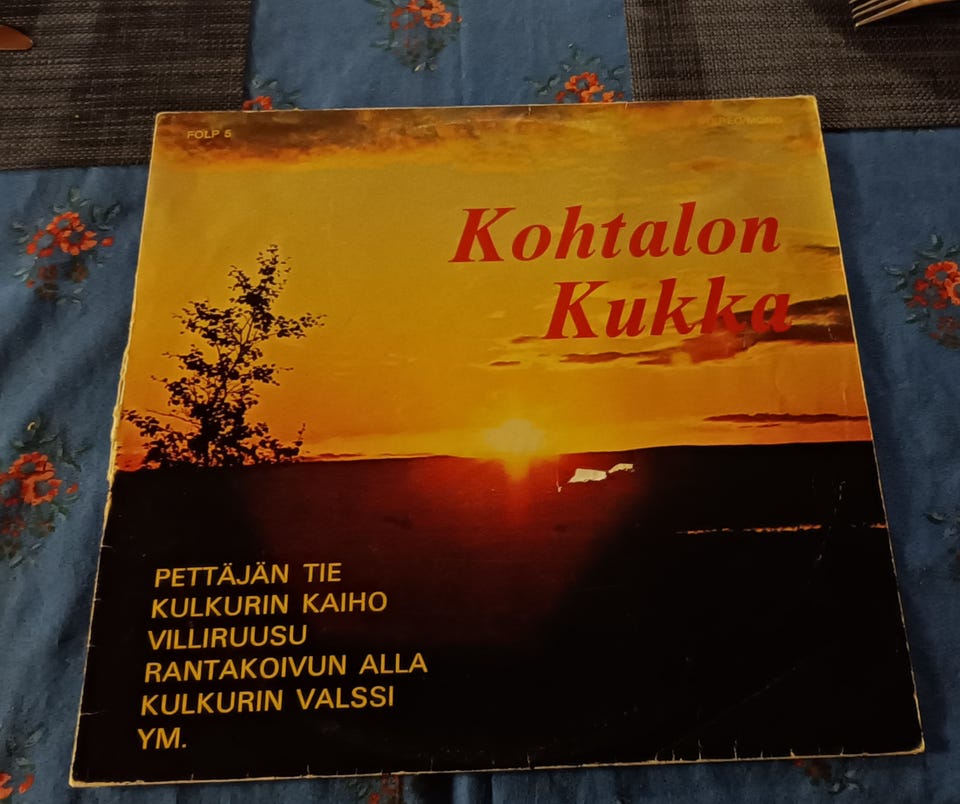 FOLP 5
STEREO/MONO
Kohtalon
Kukka
PETTÄJÄN TIE
KULKURIN KAIHO
VILLIRUUSU
RANTAKOIVUN ALLA
KULKURIN VALSSI
YM.